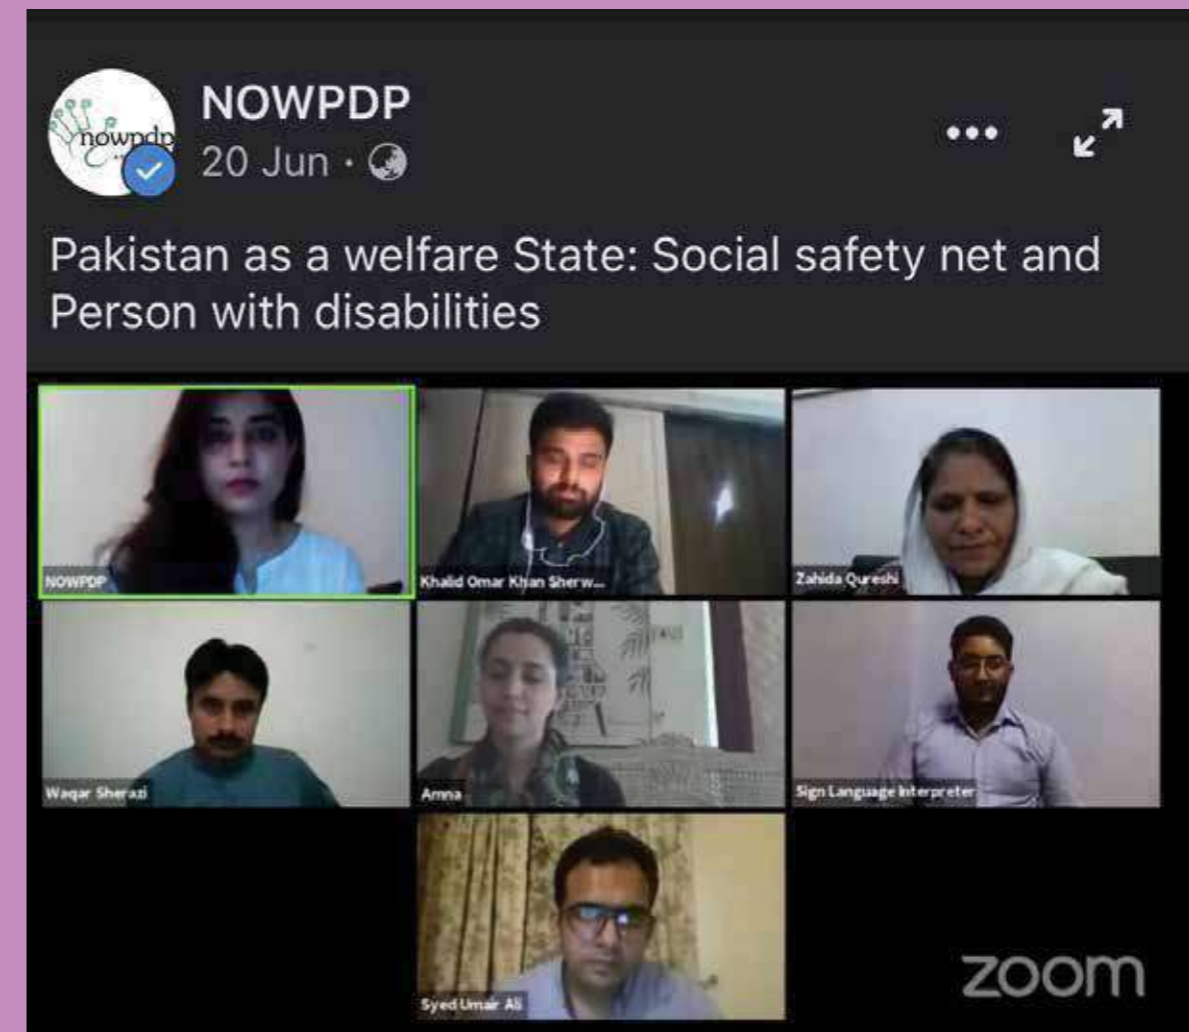 nowpdp
NOWPDP
20 Jun ·
Pakistan as a welfare State: Social safety net and
Person with disabilities
NOWPDP
Khalid Omar Khan Sherw...
Zahida Qureshi
Waqar Sherazi
Amna
Sign Language Interpreter
Syed Umair Ali
zoom